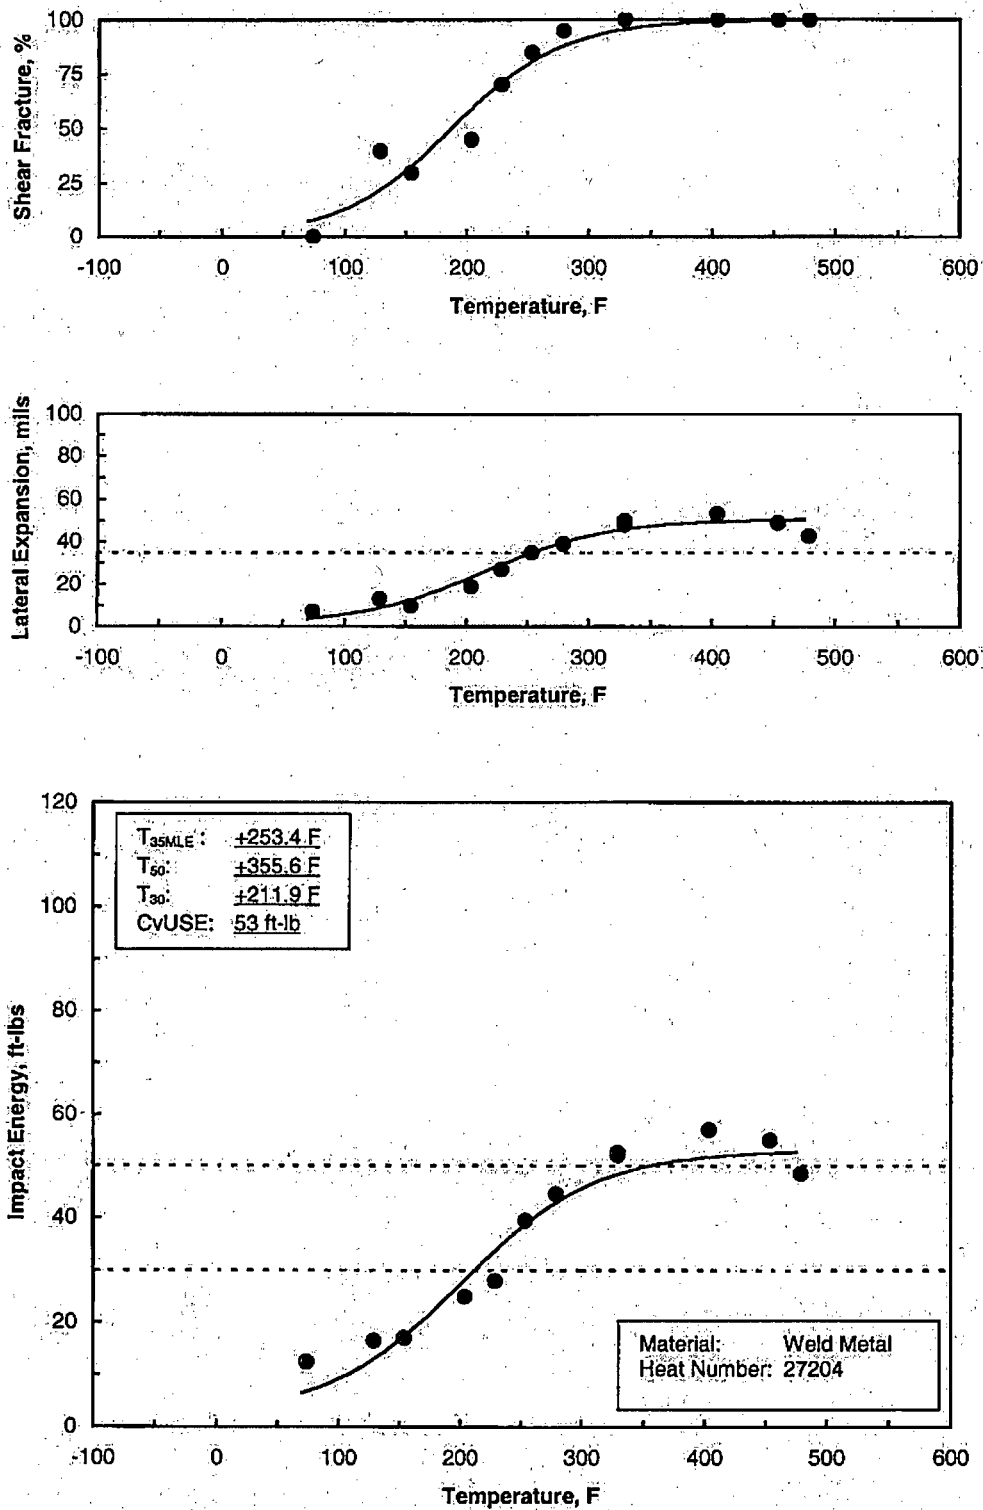 100
75
50
25
0
Shear Fracture, %
-100 0 100 200 300 400 500 600
Temperature, F
100
80
60
40
20
0
Lateral Expansion, mils
-100 0 100 200 300 400 500 600
Temperature, F
120
100
80
60
40
20
0
Impact Energy, ft-lbs
T35MLE: +253.4 F
T50: +355.6 F
T30: +211.9 F
CvUSE: 53 ft-lb
Material: Weld Metal
Heat Number: 27204
-100 0 100 200 300 400 500 600
Temperature, F